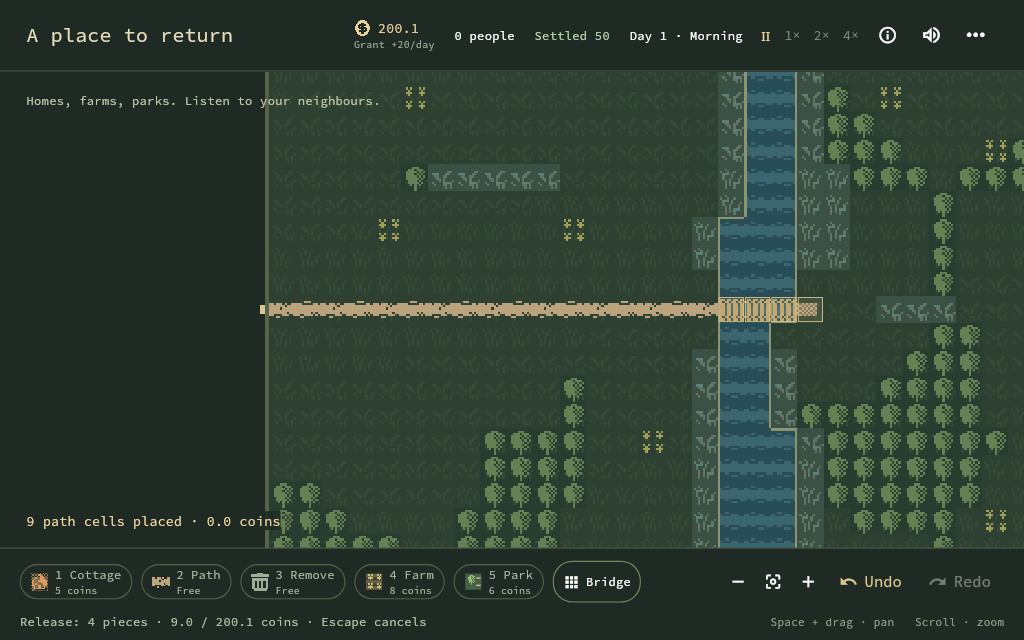 A place to return
200.1
Grant +20/day
0 people
Settled 50
Day 1 · Morning
1×
2×
4×
Homes, farms, parks. Listen to your neighbours.
9 path cells placed · 0.0 coins
1 Cottage
5 coins
2 Path
Free
3 Remove
Free
4 Farm
8 coins
5 Park
6 coins
Bridge
Undo
Redo
Release: 4 pieces · 9.0 / 200.1 coins · Escape cancels
Space + drag · pan
Scroll · zoom